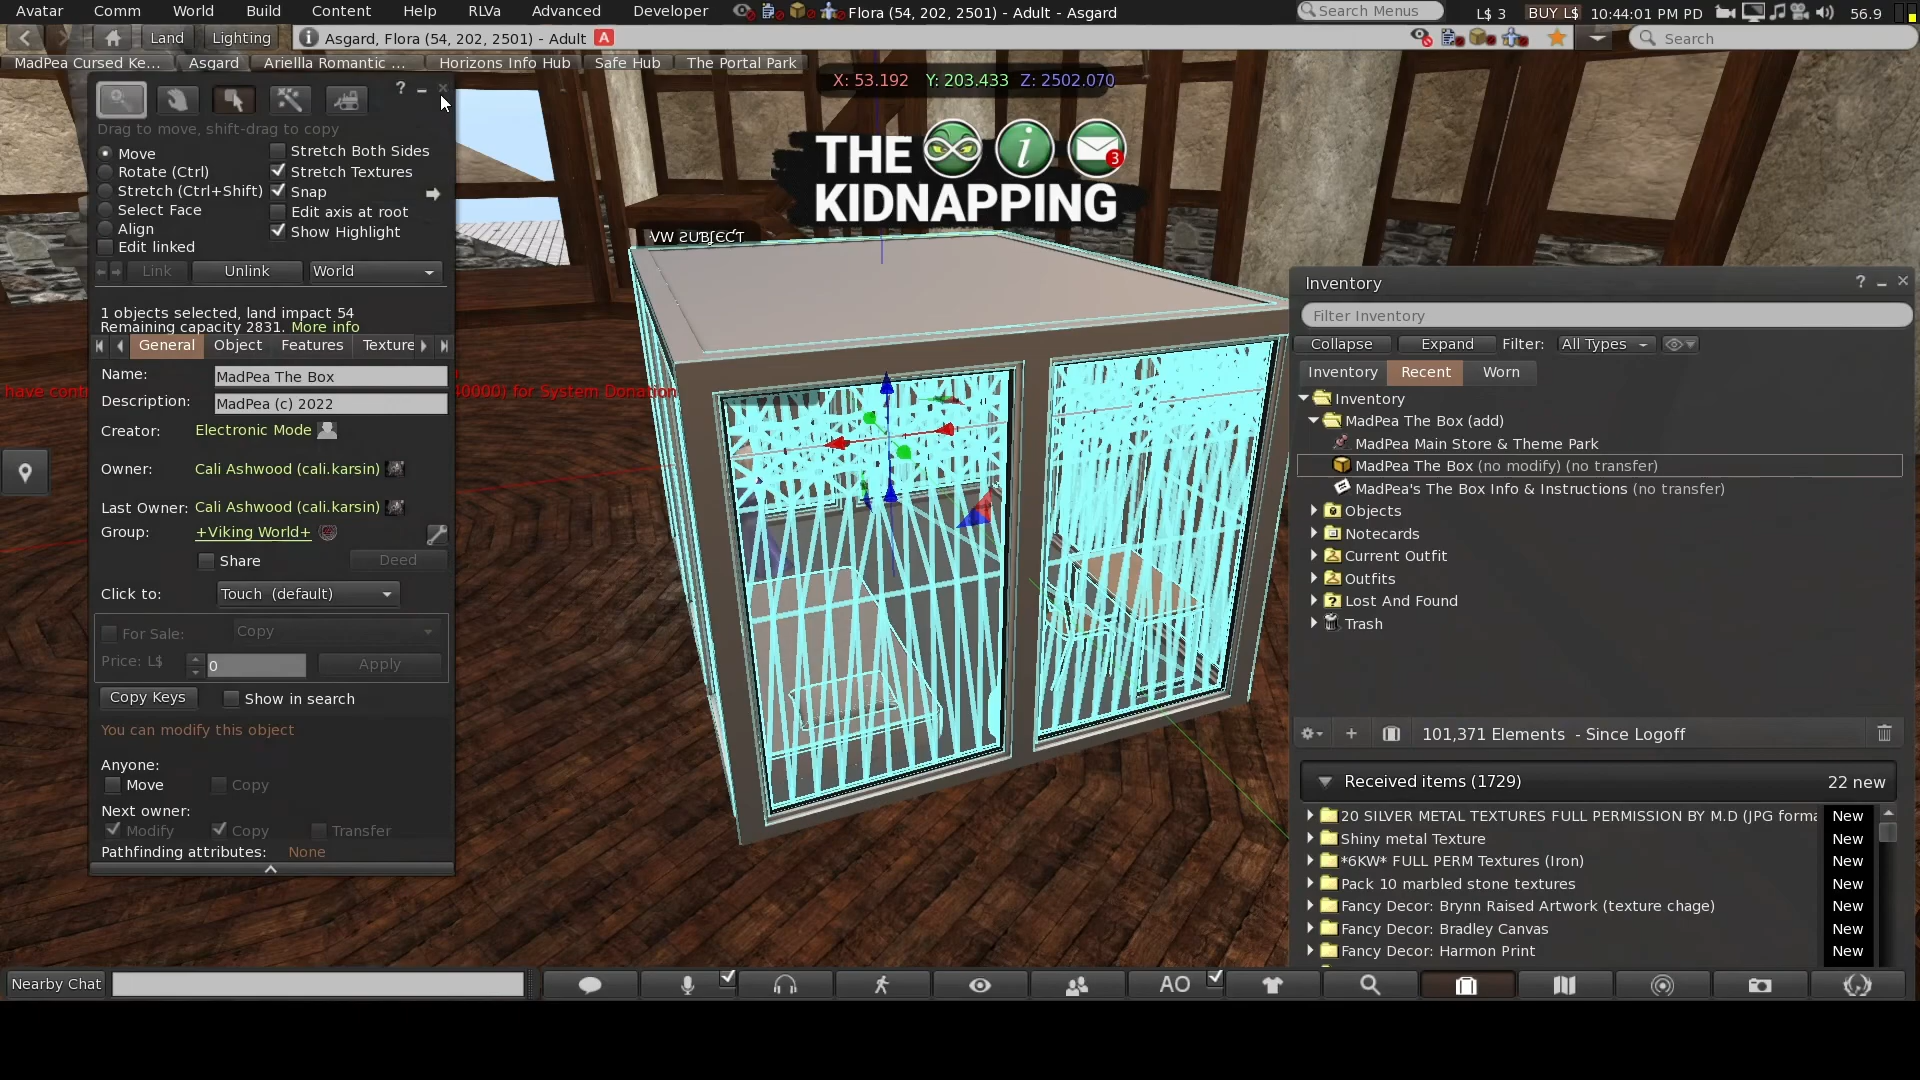 Avatar Comm World Build Content Help RLVa Advanced Developer Flora (54, 202, 2501) - Adult - Asgard Search Menus L$ 3 BUY L$ 10:44:01 PM PD 56.9
Land Lighting Asgard, Flora (54, 202, 2501) - Adult A Search
MadPea Cursed Ke... Asgard Ariellla Romantic ... Horizons Info Hub Safe Hub The Portal Park
X: 53.192 Y: 203.433 Z: 2502.070
Drag to move, shift-drag to copy
Move
Rotate (Ctrl)
Stretch (Ctrl+Shift)
Select Face
Align
Edit linked
Stretch Both Sides
Stretch Textures
Snap
Edit axis at root
Show Highlight
Link Unlink World
1 objects selected, land impact 54
Remaining capacity 2831. More info
General Object Features Texture
Name: MadPea The Box
Description: MadPea (c) 2022
Creator: Electronic Mode
Owner: Cali Ashwood (cali.karsin)
Last Owner: Cali Ashwood (cali.karsin)
Group: +Viking World+
Share Deed
Click to: Touch (default)
For Sale: Copy
Price: L$ 0 Apply
Copy Keys Show in search
You can modify this object
Anyone:
Move Copy
Next owner:
Modify Copy Transfer
Pathfinding attributes: None
0000) for System Donation
THE i 3
KIDNAPPING
Inventory
Filter Inventory
Collapse Expand Filter: All Types
Inventory Recent Worn
Inventory
MadPea The Box (add)
MadPea Main Store & Theme Park
MadPea The Box (no modify) (no transfer)
MadPea's The Box Info & Instructions (no transfer)
Objects
Notecards
Current Outfit
Outfits
Lost And Found
Trash
101,371 Elements - Since Logoff
Received items (1729) 22 new
20 SILVER METAL TEXTURES FULL PERMISSION BY M.D (JPG forma New
Shiny metal Texture New
*6KW* FULL PERM Textures (Iron) New
Pack 10 marbled stone textures New
Fancy Decor: Brynn Raised Artwork (texture chage) New
Fancy Decor: Bradley Canvas New
Fancy Decor: Harmon Print New
Nearby Chat AO